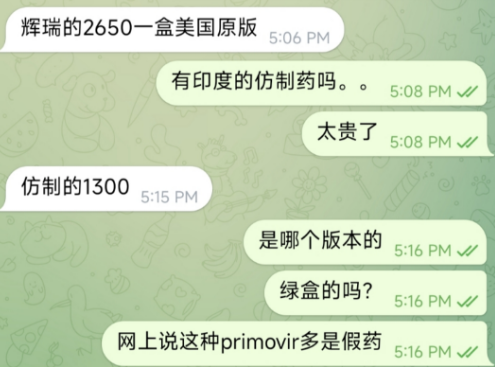 辉瑞的2650一盒美国原版 5:06 PM
有印度的仿制药吗。。 5:08 PM
太贵了 5:08 PM
仿制的1300 5:15 PM
是哪个版本的 5:16 PM
绿盒的吗? 5:16 PM
网上说这种primovir多是假药 5:16 PM